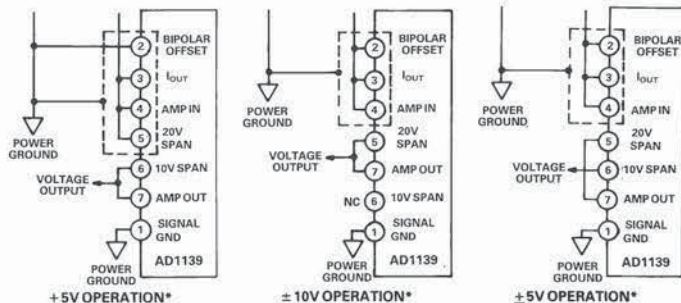 2
BIPOLAR
OFFSET
3
IOUT
4
AMP IN
5
20V
SPAN
POWER
GROUND
6
10V SPAN
VOLTAGE
OUTPUT
7
AMP OUT
1
SIGNAL
GND
POWER
GROUND
AD1139
+5V OPERATION*
2
BIPOLAR
OFFSET
3
IOUT
4
AMP IN
POWER
GROUND
5
20V
SPAN
VOLTAGE
OUTPUT
7
AMP OUT
NC
6
10V SPAN
1
SIGNAL
GND
POWER
GROUND
AD1139
±10V OPERATION*
2
BIPOLAR
OFFSET
3
IOUT
4
AMP IN
POWER
GROUND
5
20V
SPAN
VOLTAGE
OUTPUT
6
10V SPAN
7
AMP OUT
1
SIGNAL
GND
POWER
GROUND
AD1139
±5V OPERATION*